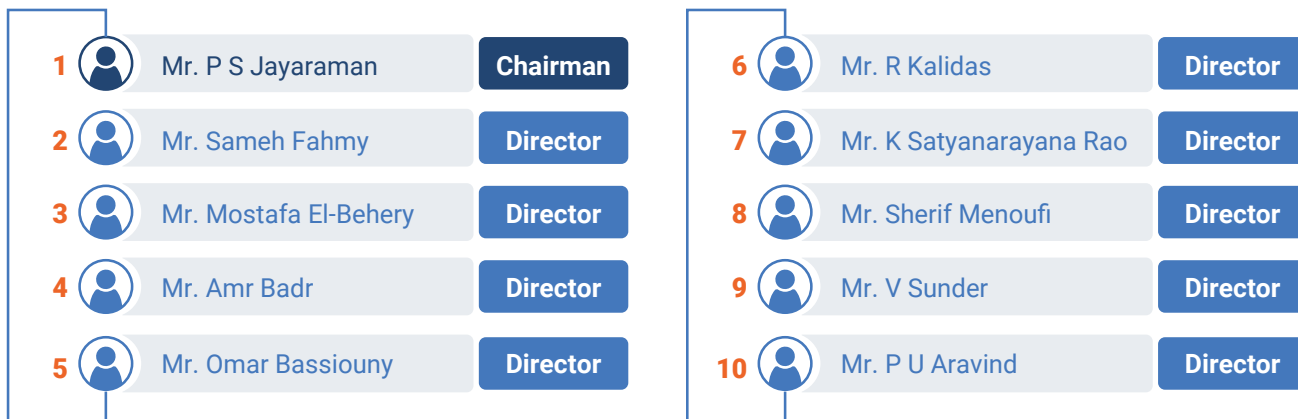 1 Mr. P S Jayaraman Chairman
2 Mr. Sameh Fahmy Director
3 Mr. Mostafa El-Behery Director
4 Mr. Amr Badr Director
5 Mr. Omar Bassiouny Director
6 Mr. R Kalidas Director
7 Mr. K Satyanarayana Rao Director
8 Mr. Sherif Menoufi Director
9 Mr. V Sunder Director
10 Mr. P U Aravind Director